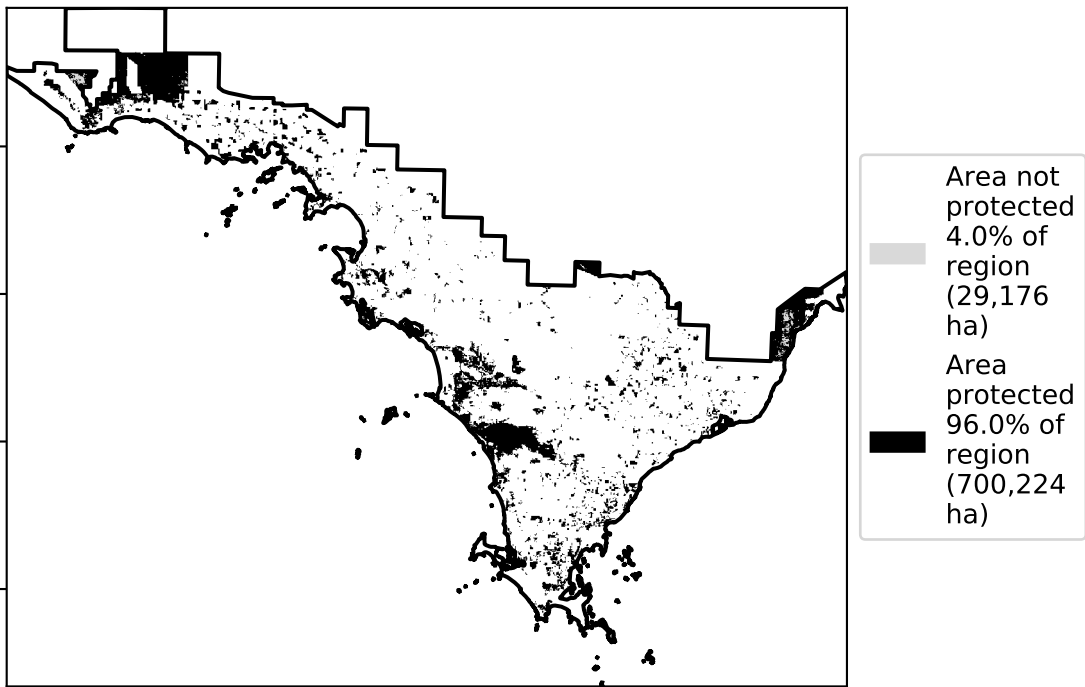 Area not
protected
4.0% of
region
(29,176
ha)
Area
protected
96.0% of
region
(700,224
ha)